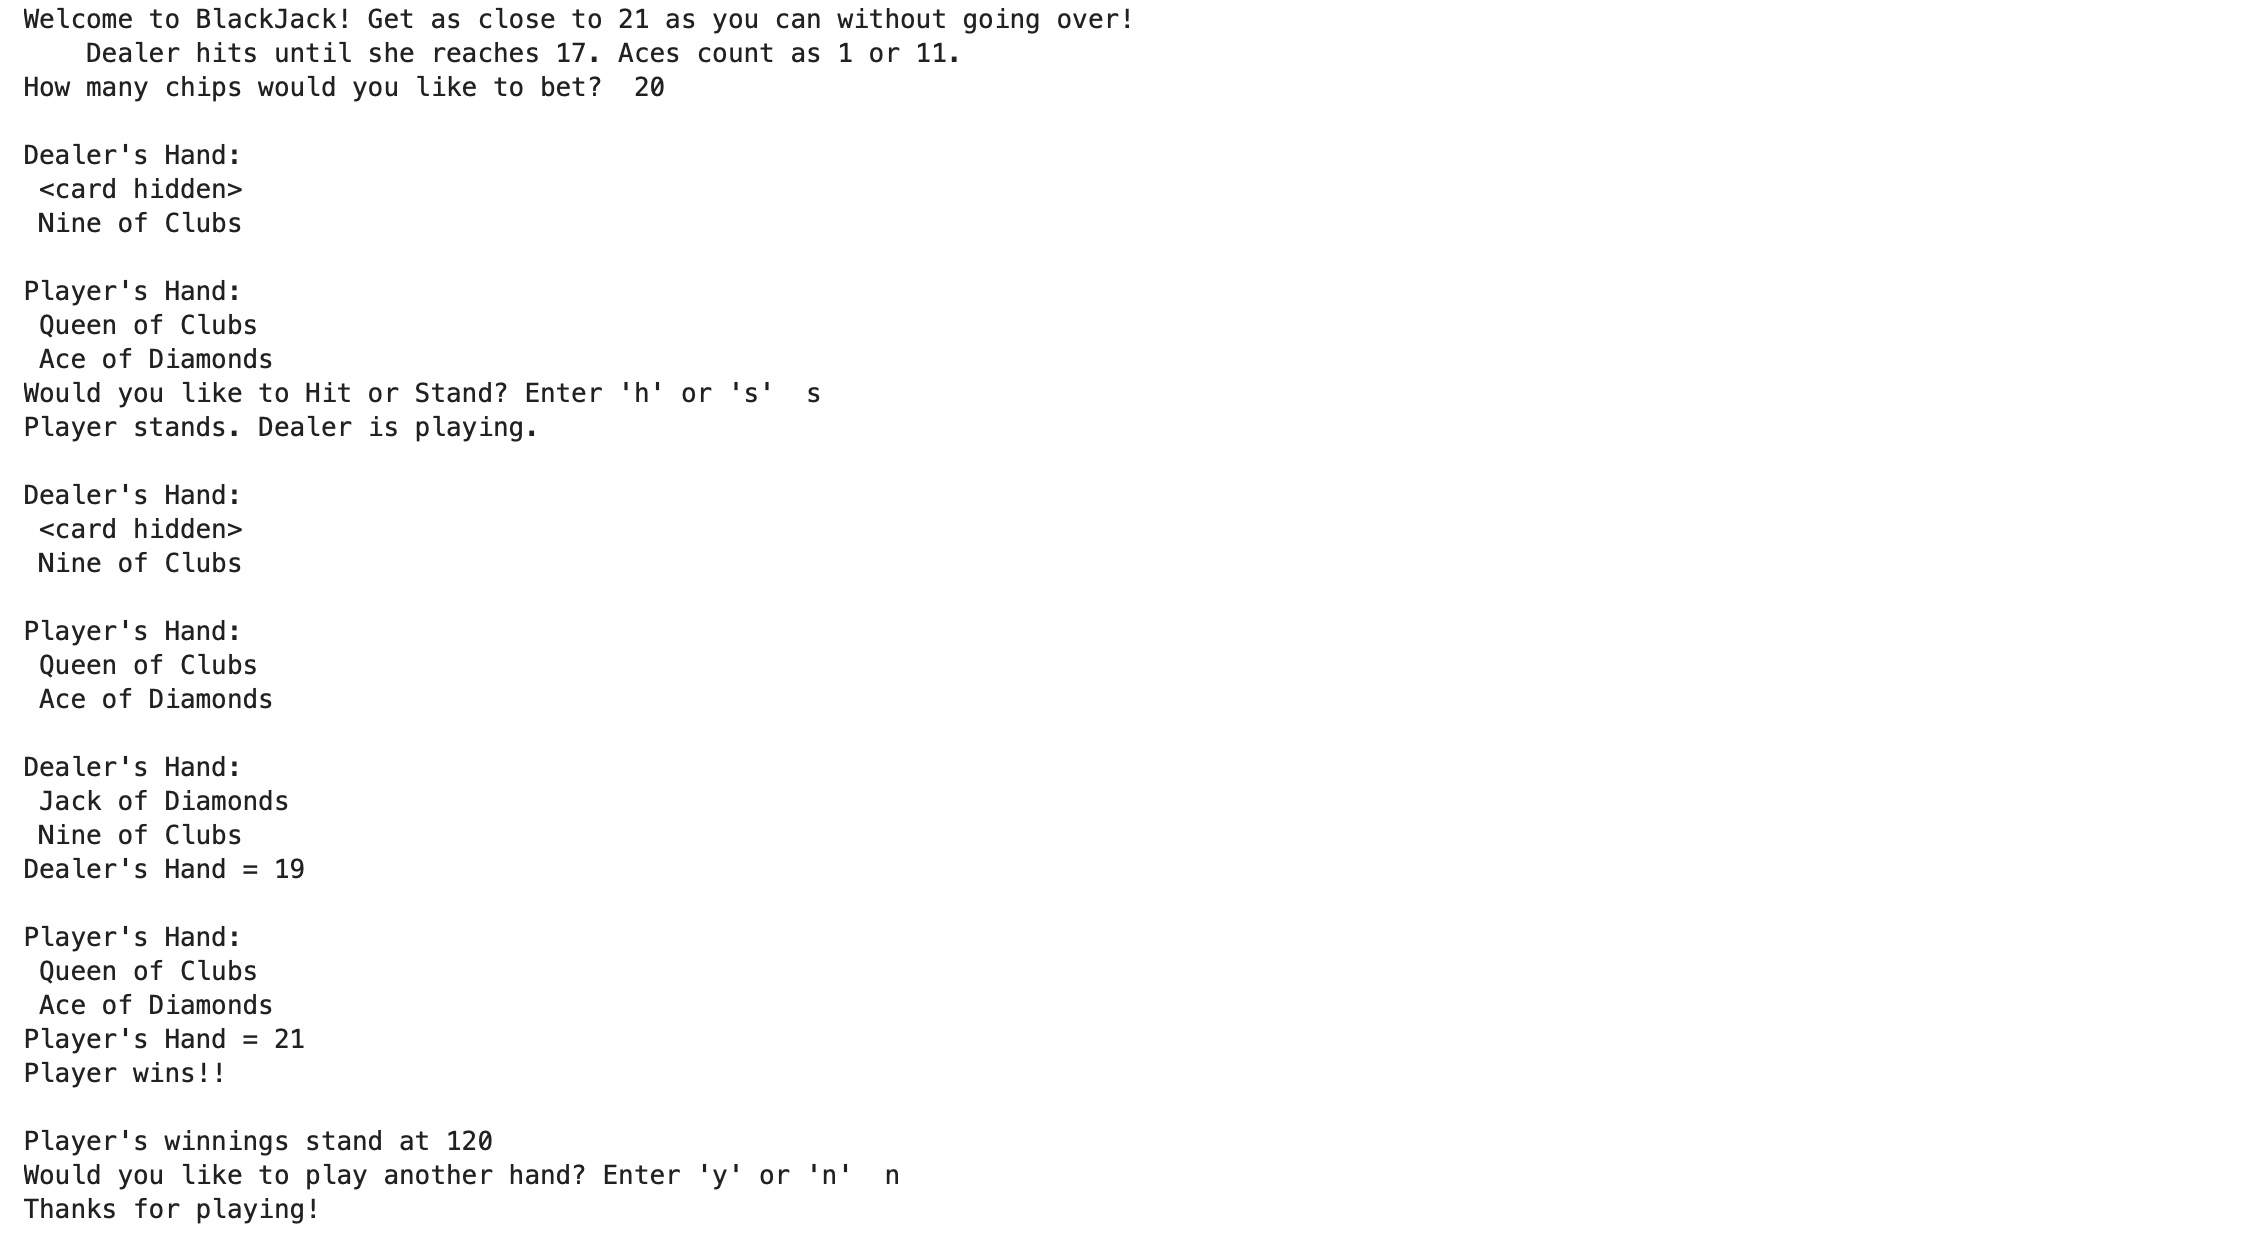 Welcome to BlackJack! Get as close to 21 as you can without going over!
    Dealer hits until she reaches 17. Aces count as 1 or 11.
How many chips would you like to bet?  20

Dealer's Hand:
 <card hidden>
 Nine of Clubs

Player's Hand:
 Queen of Clubs
 Ace of Diamonds
Would you like to Hit or Stand? Enter 'h' or 's'  s
Player stands. Dealer is playing.

Dealer's Hand:
 <card hidden>
 Nine of Clubs

Player's Hand:
 Queen of Clubs
 Ace of Diamonds

Dealer's Hand:
 Jack of Diamonds
 Nine of Clubs
Dealer's Hand = 19

Player's Hand:
 Queen of Clubs
 Ace of Diamonds
Player's Hand = 21
Player wins!!

Player's winnings stand at 120
Would you like to play another hand? Enter 'y' or 'n'  n
Thanks for playing!